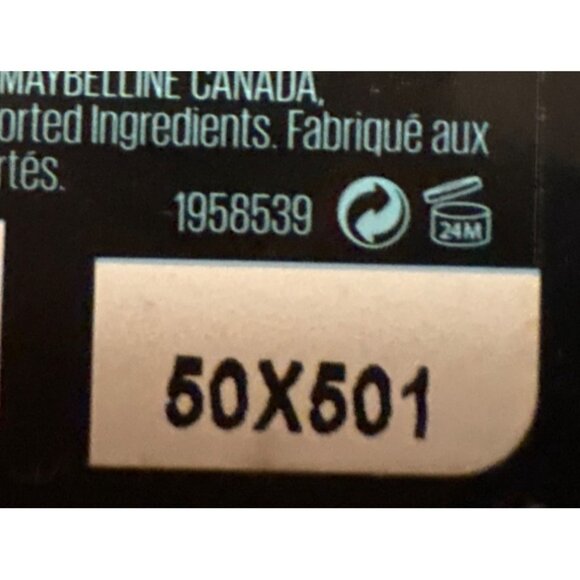 MAYBELLINE CANADA,
orted Ingredients. Fabriqué aux
rtés.
1958539
24M
50X501